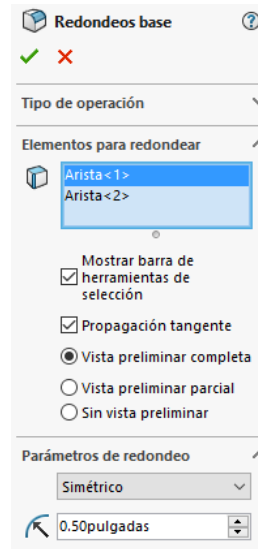 Redondeos base
Tipo de operación
Elementos para redondear
Arista<1>
Arista<2>
Mostrar barra de
herramientas de
selección
Propagación tangente
Vista preliminar completa
Vista preliminar parcial
Sin vista preliminar
Parámetros de redondeo
Simétrico
0.50pulgadas